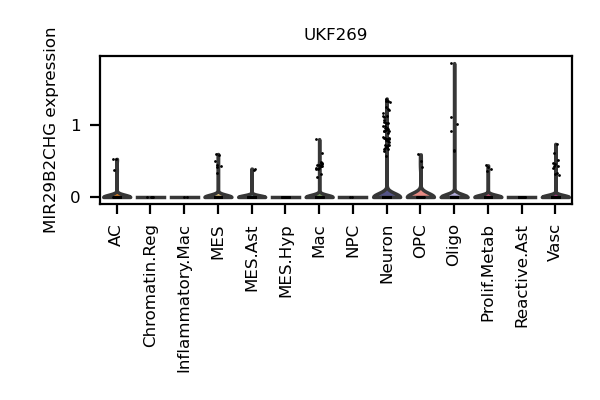 UKF269
MIR29B2CHG expression
1
0
AC
Chromatin.Reg
Inflammatory.Mac
MES
MES.Ast
MES.Hyp
Mac
NPC
Neuron
OPC
Oligo
Prolif.Metab
Reactive.Ast
Vasc